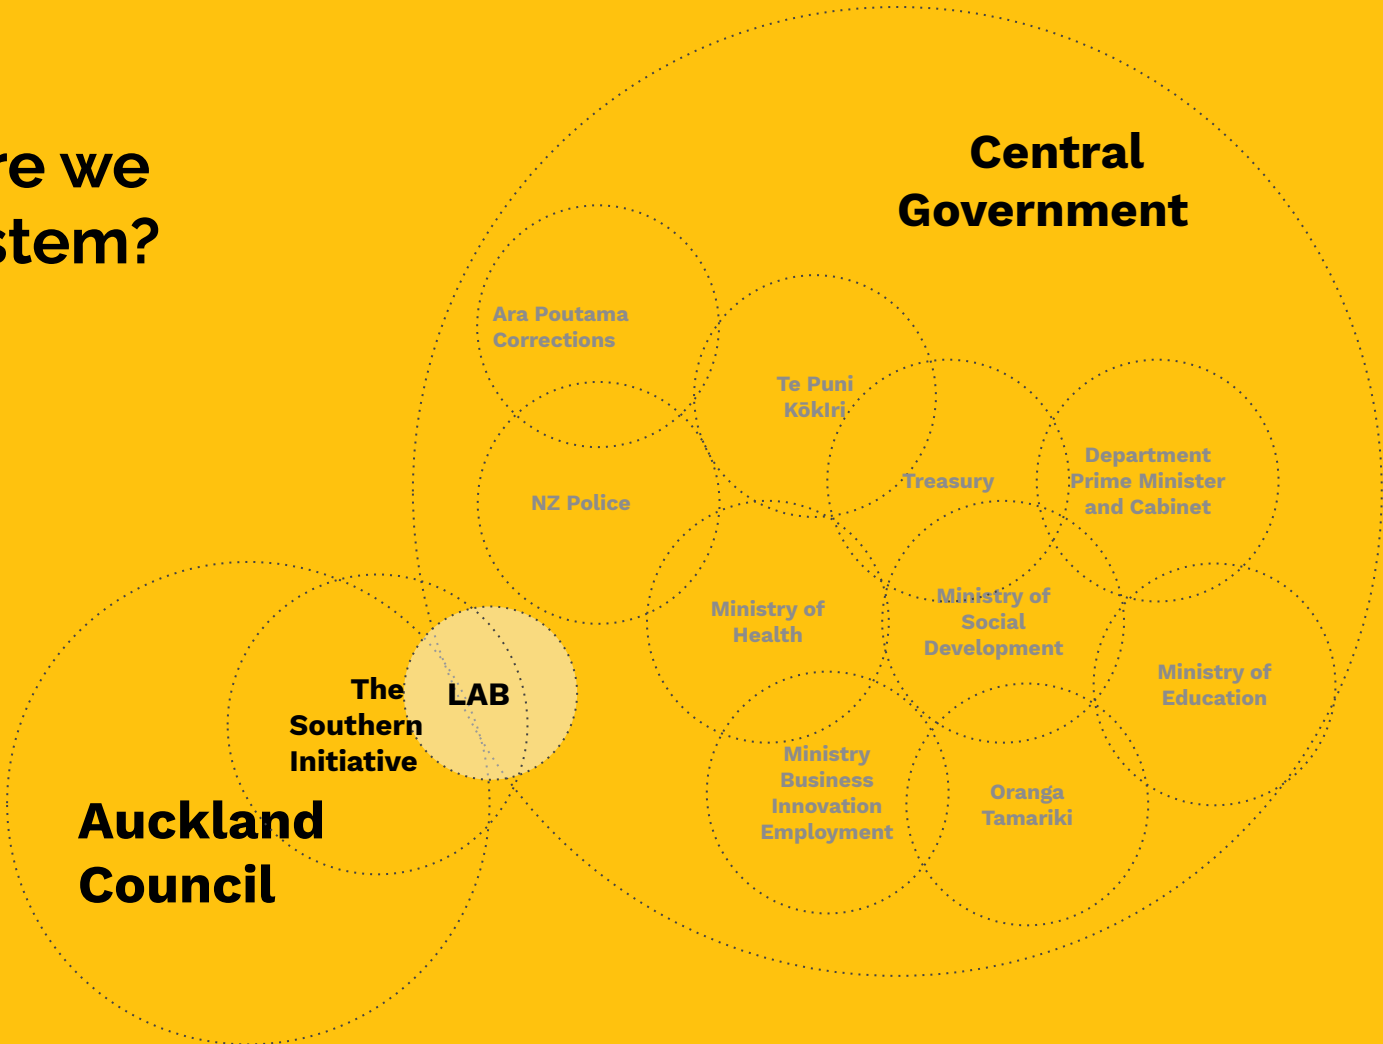 re we
stem?
Central
Government
Ara Poutama
Corrections
Te Puni
KōkIri
Treasury
Department
Prime Minister
and Cabinet
NZ Police
Ministry of
Health
Ministry of
Social
Development
Ministry of
Education
The
Southern
Initiative
LAB
Ministry
Business
Innovation
Employment
Oranga
Tamariki
Auckland
Council